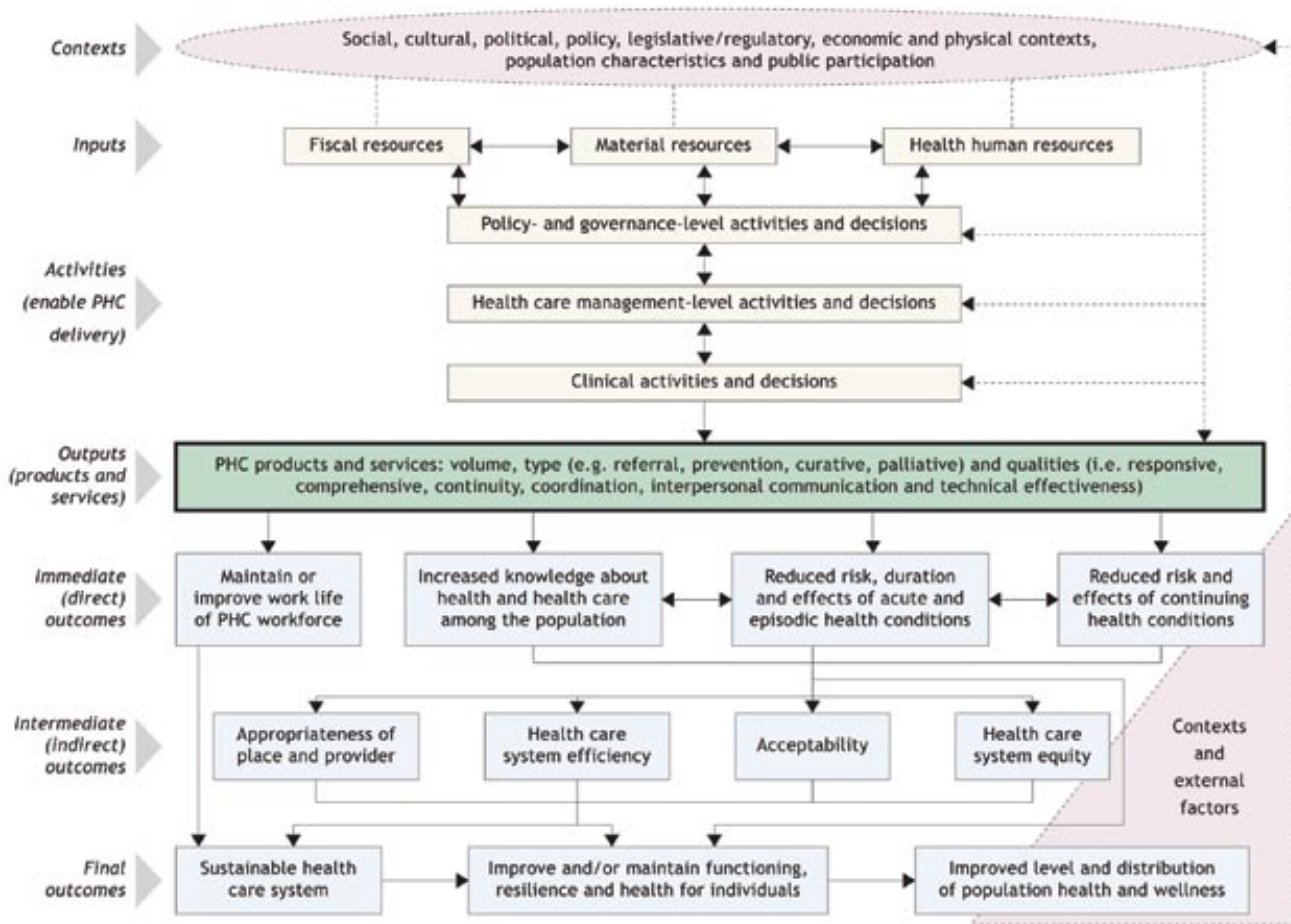 Contexts
Social, cultural, political, policy, legislative/regulatory, economic and physical contexts,
population characteristics and public participation
Inputs
Fiscal resources
Material resources
Health human resources
Policy- and governance-level activities and decisions
Activities
(enable PHC
delivery)
Health care management-level activities and decisions
Clinical activities and decisions
Outputs
(products and
services)
PHC products and services: volume, type (e.g. referral, prevention, curative, palliative) and qualities (i.e. responsive,
comprehensive, continuity, coordination, interpersonal communication and technical effectiveness)
Immediate
(direct)
outcomes
Maintain or
improve work life
of PHC workforce
Increased knowledge about
health and health care
among the population
Reduced risk, duration
and effects of acute and
episodic health conditions
Reduced risk and
effects of continuing
health conditions
Intermediate
(indirect)
outcomes
Appropriateness of
place and provider
Health care
system efficiency
Acceptability
Health care
system equity
Contexts
and
external
factors
Final
outcomes
Sustainable health
care system
Improve and/or maintain functioning,
resilience and health for individuals
Improved level and distribution
of population health and wellness